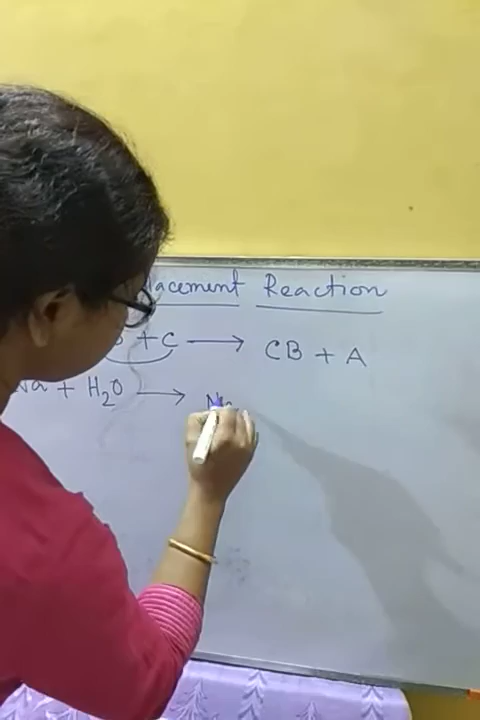 lacement Reaction
B + C → CB + A
Na + H₂O → Na